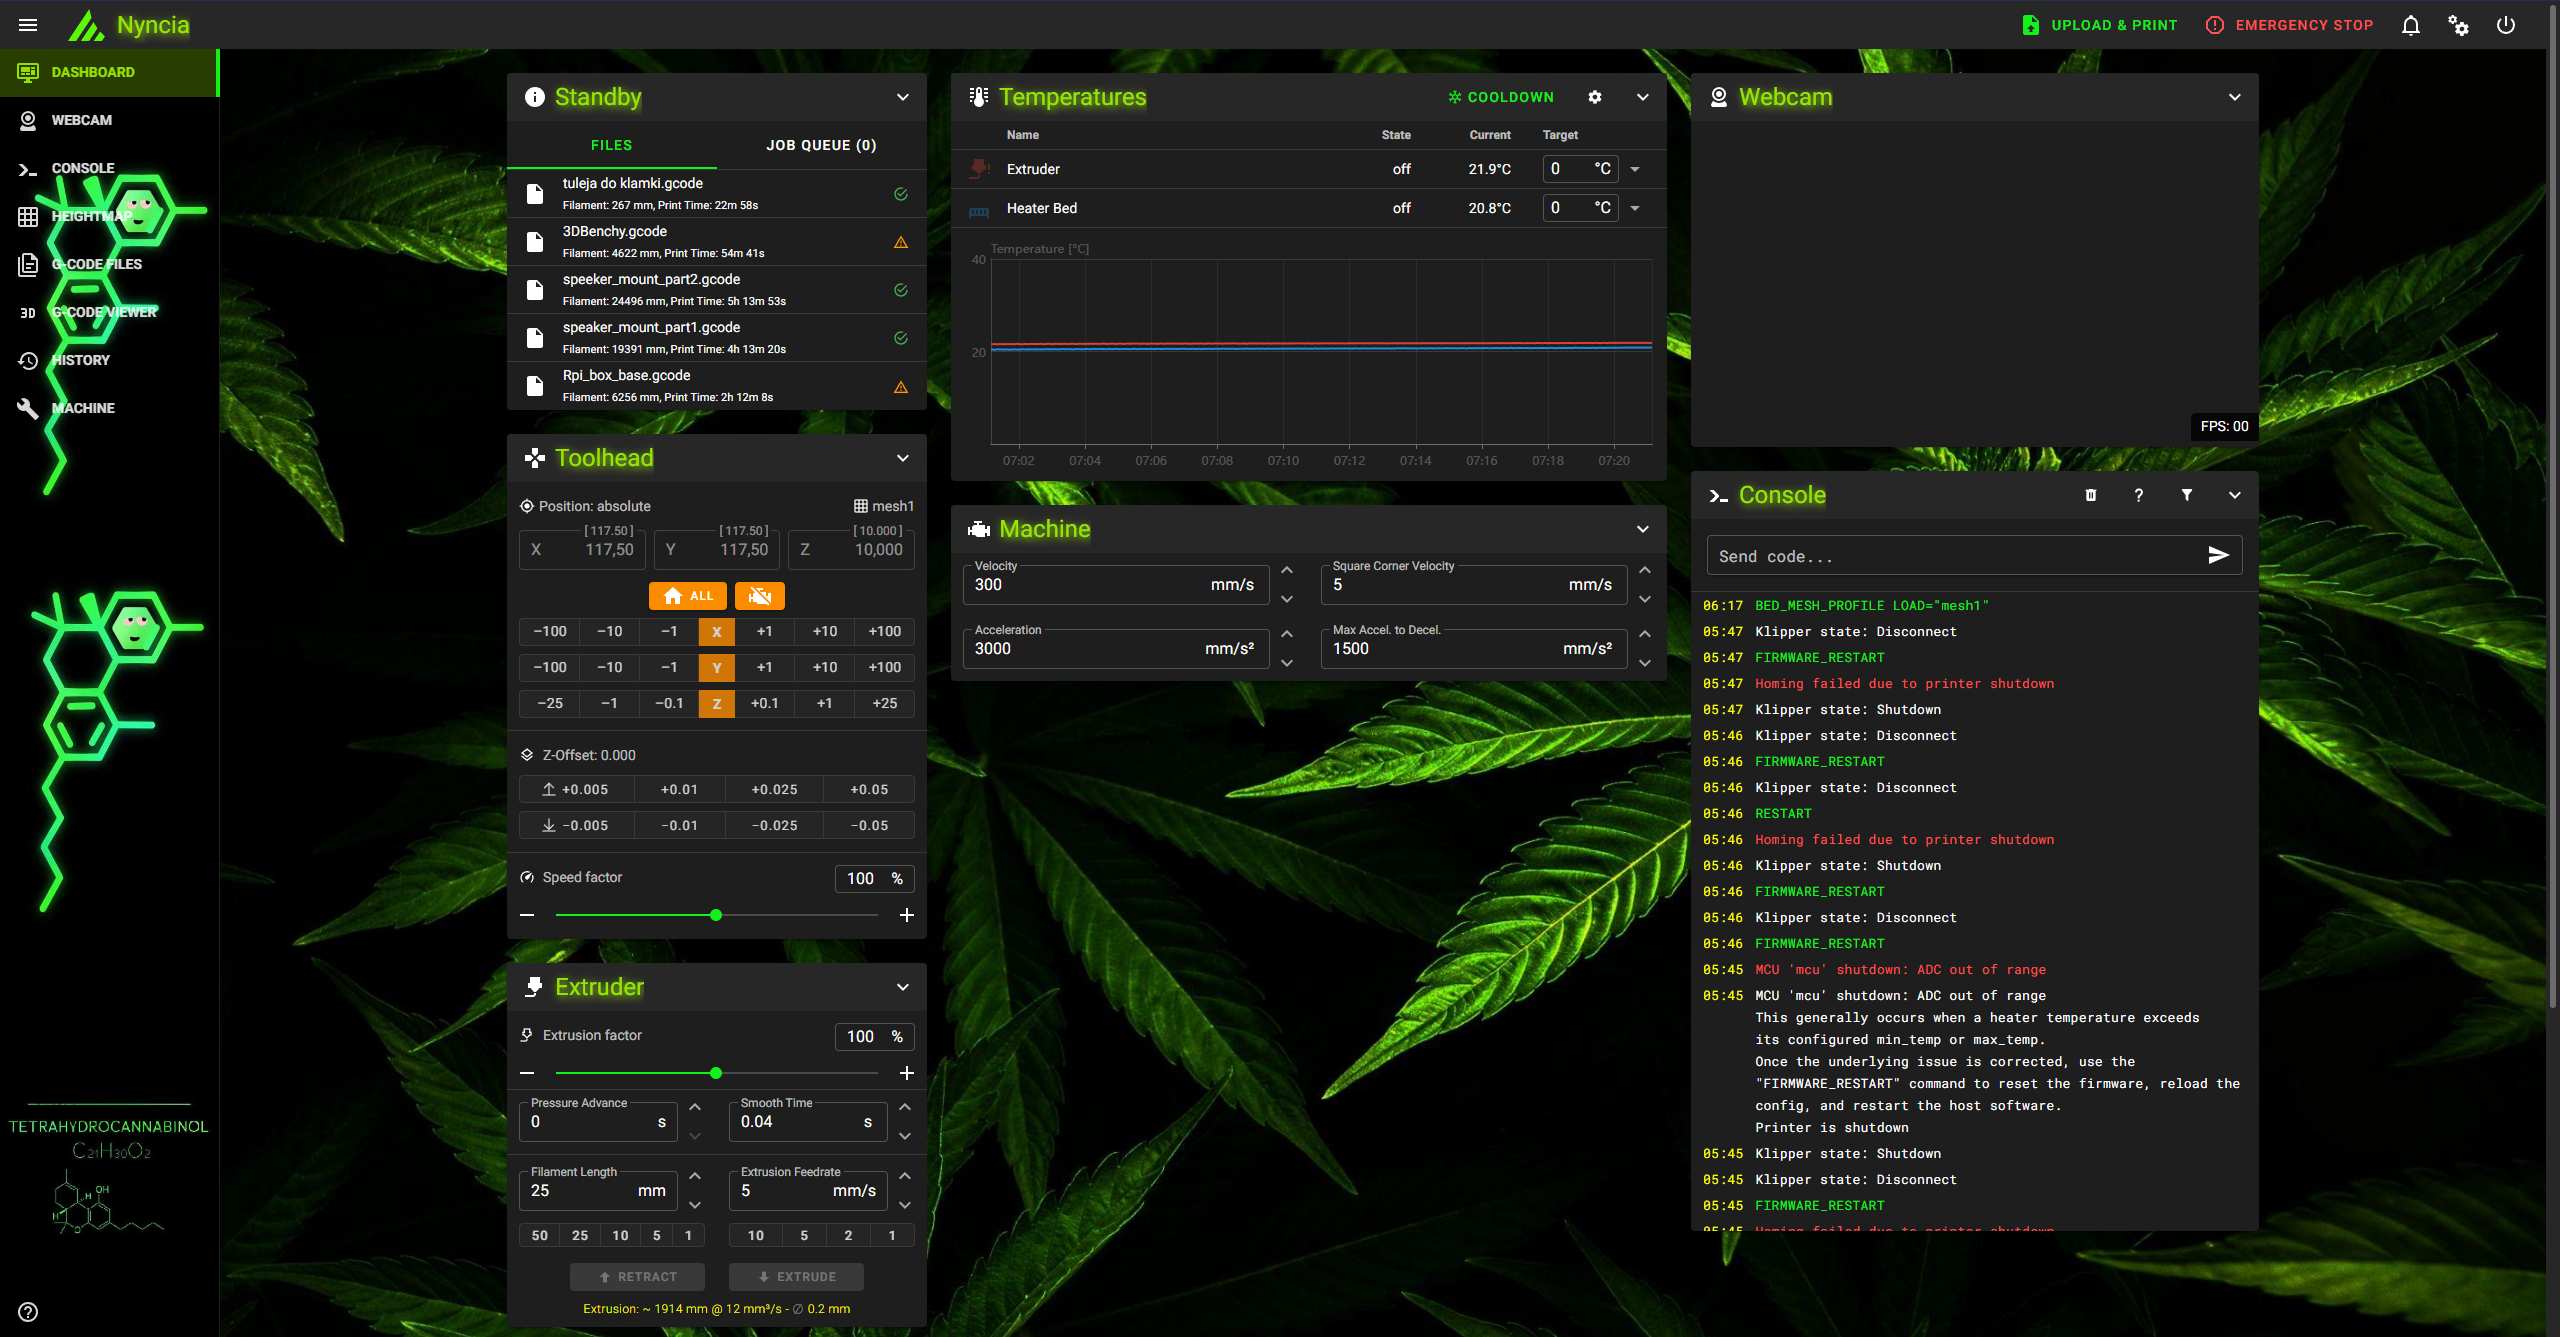 Nyncia
UPLOAD & PRINT
EMERGENCY STOP
DASHBOARD
WEBCAM
CONSOLE
HEIGHTMAP
G-CODE FILES
3D G-CODE VIEWER
HISTORY
MACHINE
TETRAHYDROCANNABINOL
C21H30O2
OH
H
H
O
Standby
FILES
JOB QUEUE (0)
tuleja do klamki.gcode
Filament: 267 mm, Print Time: 22m 58s
3DBenchy.gcode
Filament: 4622 mm, Print Time: 54m 41s
speeker_mount_part2.gcode
Filament: 24496 mm, Print Time: 5h 13m 53s
speaker_mount_part1.gcode
Filament: 19391 mm, Print Time: 4h 13m 20s
Rpi_box_base.gcode
Filament: 6256 mm, Print Time: 2h 12m 8s
Toolhead
Position: absolute
mesh1
[ 117.50 ] [ 117.50 ] [ 10.000 ]
X 117,50 Y 117,50 Z 10,000
ALL
−100 −10 −1 X +1 +10 +100
−100 −10 −1 Y +1 +10 +100
−25 −1 −0.1 Z +0.1 +1 +25
Z-Offset: 0.000
+0.005 +0.01 +0.025 +0.05
−0.005 −0.01 −0.025 −0.05
Speed factor 100 %
Extruder
Extrusion factor 100 %
Pressure Advance Smooth Time
0 s 0.04 s
Filament Length Extrusion Feedrate
25 mm 5 mm/s
50 25 10 5 1 10 5 2 1
RETRACT EXTRUDE
Extrusion: ~ 1914 mm @ 12 mm³/s - ∅ 0.2 mm
Temperatures
COOLDOWN
Name State Current Target
Extruder off 21.9°C 0 °C
Heater Bed off 20.8°C 0 °C
Temperature [°C]
40
20
07:02 07:04 07:06 07:08 07:10 07:12 07:14 07:16 07:18 07:20
Machine
Velocity Square Corner Velocity
300 mm/s 5 mm/s
Acceleration Max Accel. to Decel.
3000 mm/s² 1500 mm/s²
Webcam
FPS: 00
Console
?
Send code...
06:17 BED_MESH_PROFILE LOAD="mesh1"
05:47 Klipper state: Disconnect
05:47 FIRMWARE_RESTART
05:47 Homing failed due to printer shutdown
05:47 Klipper state: Shutdown
05:46 Klipper state: Disconnect
05:46 FIRMWARE_RESTART
05:46 Klipper state: Disconnect
05:46 RESTART
05:46 Homing failed due to printer shutdown
05:46 Klipper state: Shutdown
05:46 FIRMWARE_RESTART
05:46 Klipper state: Disconnect
05:46 FIRMWARE_RESTART
05:45 MCU 'mcu' shutdown: ADC out of range
05:45 MCU 'mcu' shutdown: ADC out of range
This generally occurs when a heater temperature exceeds
its configured min_temp or max_temp.
Once the underlying issue is corrected, use the
"FIRMWARE_RESTART" command to reset the firmware, reload the
config, and restart the host software.
Printer is shutdown
05:45 Klipper state: Shutdown
05:45 Klipper state: Disconnect
05:45 FIRMWARE_RESTART
05:45 Homing failed due to printer shutdown